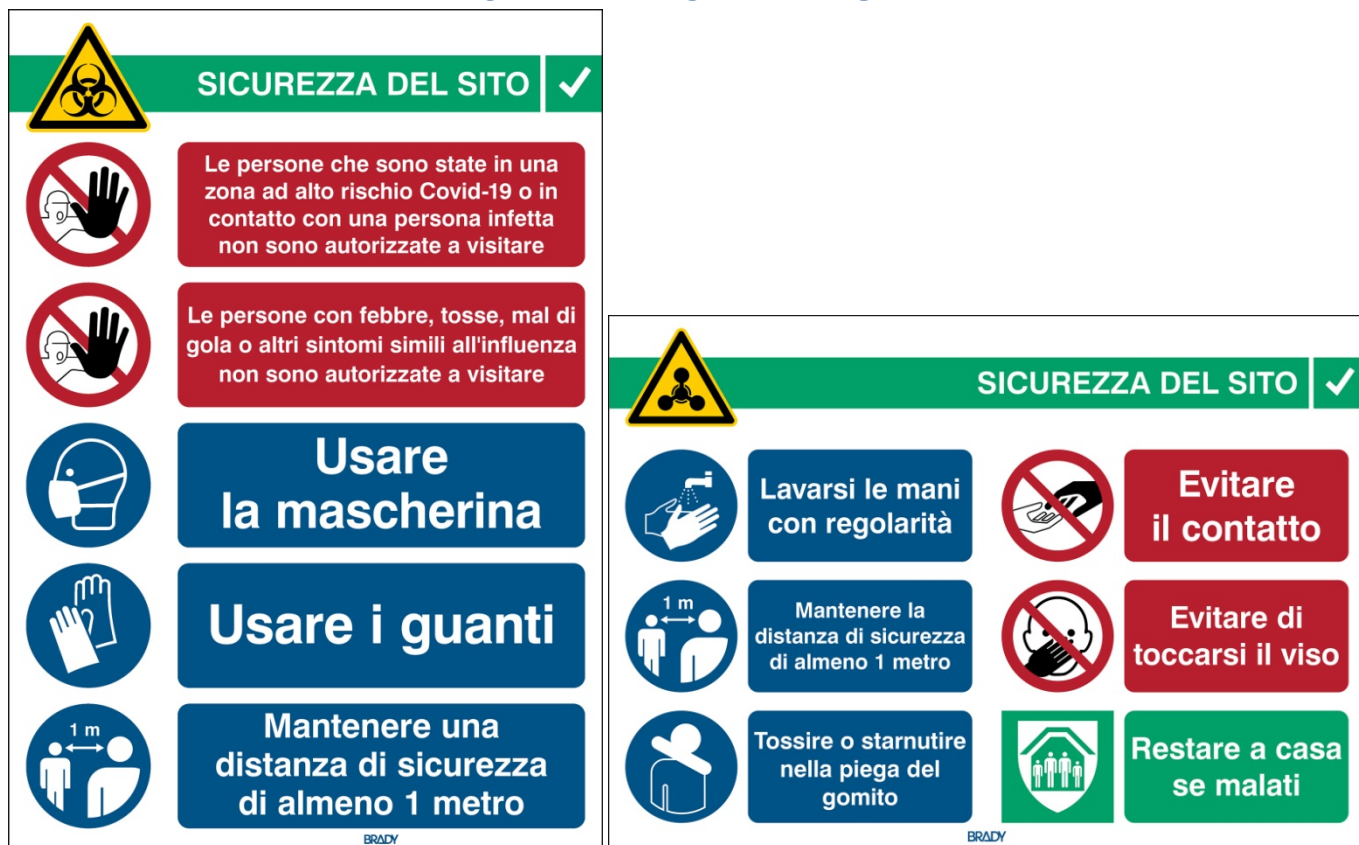 SICUREZZA DEL SITO
Le persone che sono state in una
zona ad alto rischio Covid-19 o in
contatto con una persona infetta
non sono autorizzate a visitare
Le persone con febbre, tosse, mal di
gola o altri sintomi simili all'influenza
non sono autorizzate a visitare
Usare
la mascherina
Usare i guanti
1 m
Mantenere una
distanza di sicurezza
di almeno 1 metro
BRADY
SICUREZZA DEL SITO
Lavarsi le mani
con regolarità
Evitare
il contatto
1 m
Mantenere la
distanza di sicurezza
di almeno 1 metro
Evitare di
toccarsi il viso
Tossire o starnutire
nella piega del
gomito
Restare a casa
se malati
BRADY